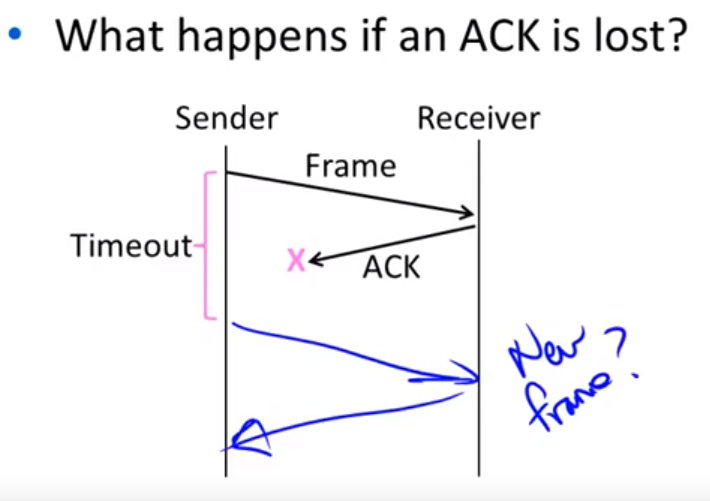 • What happens if an ACK is lost?
Sender Receiver
Frame
Timeout
X
ACK
New
frame?